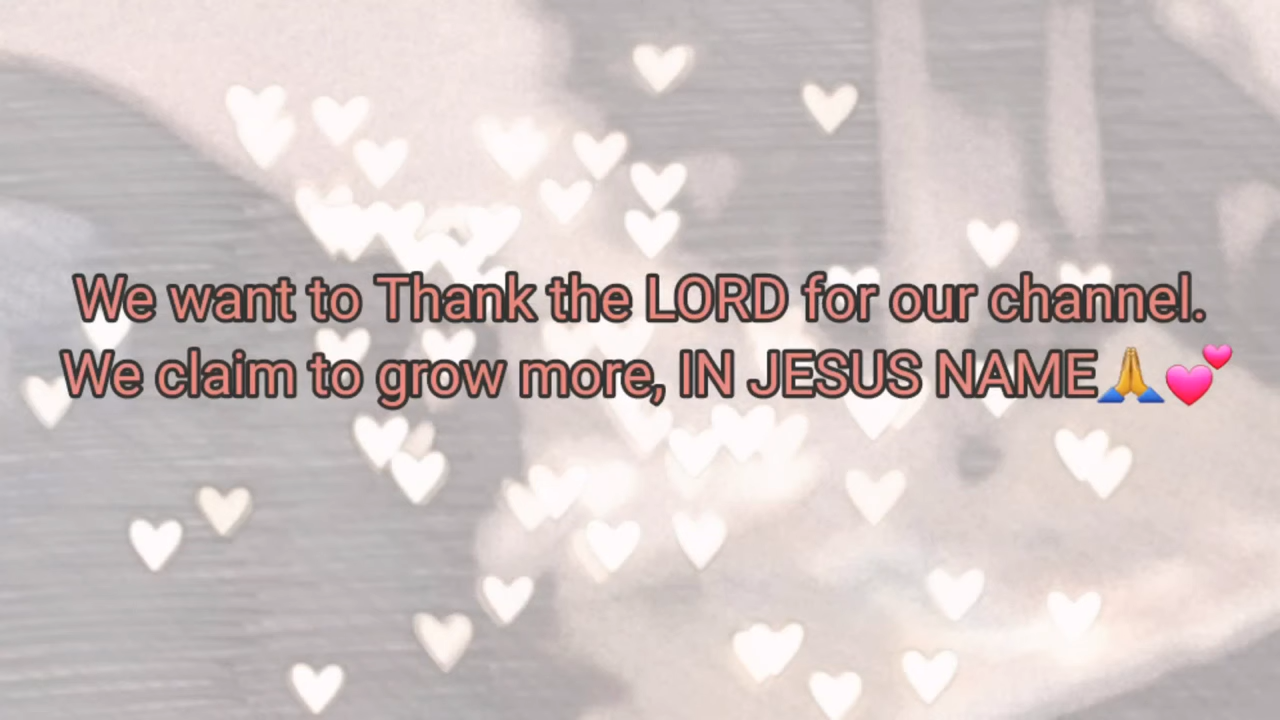 We want to Thank the LORD for our channel.
We claim to grow more, IN JESUS NAME🙏💕